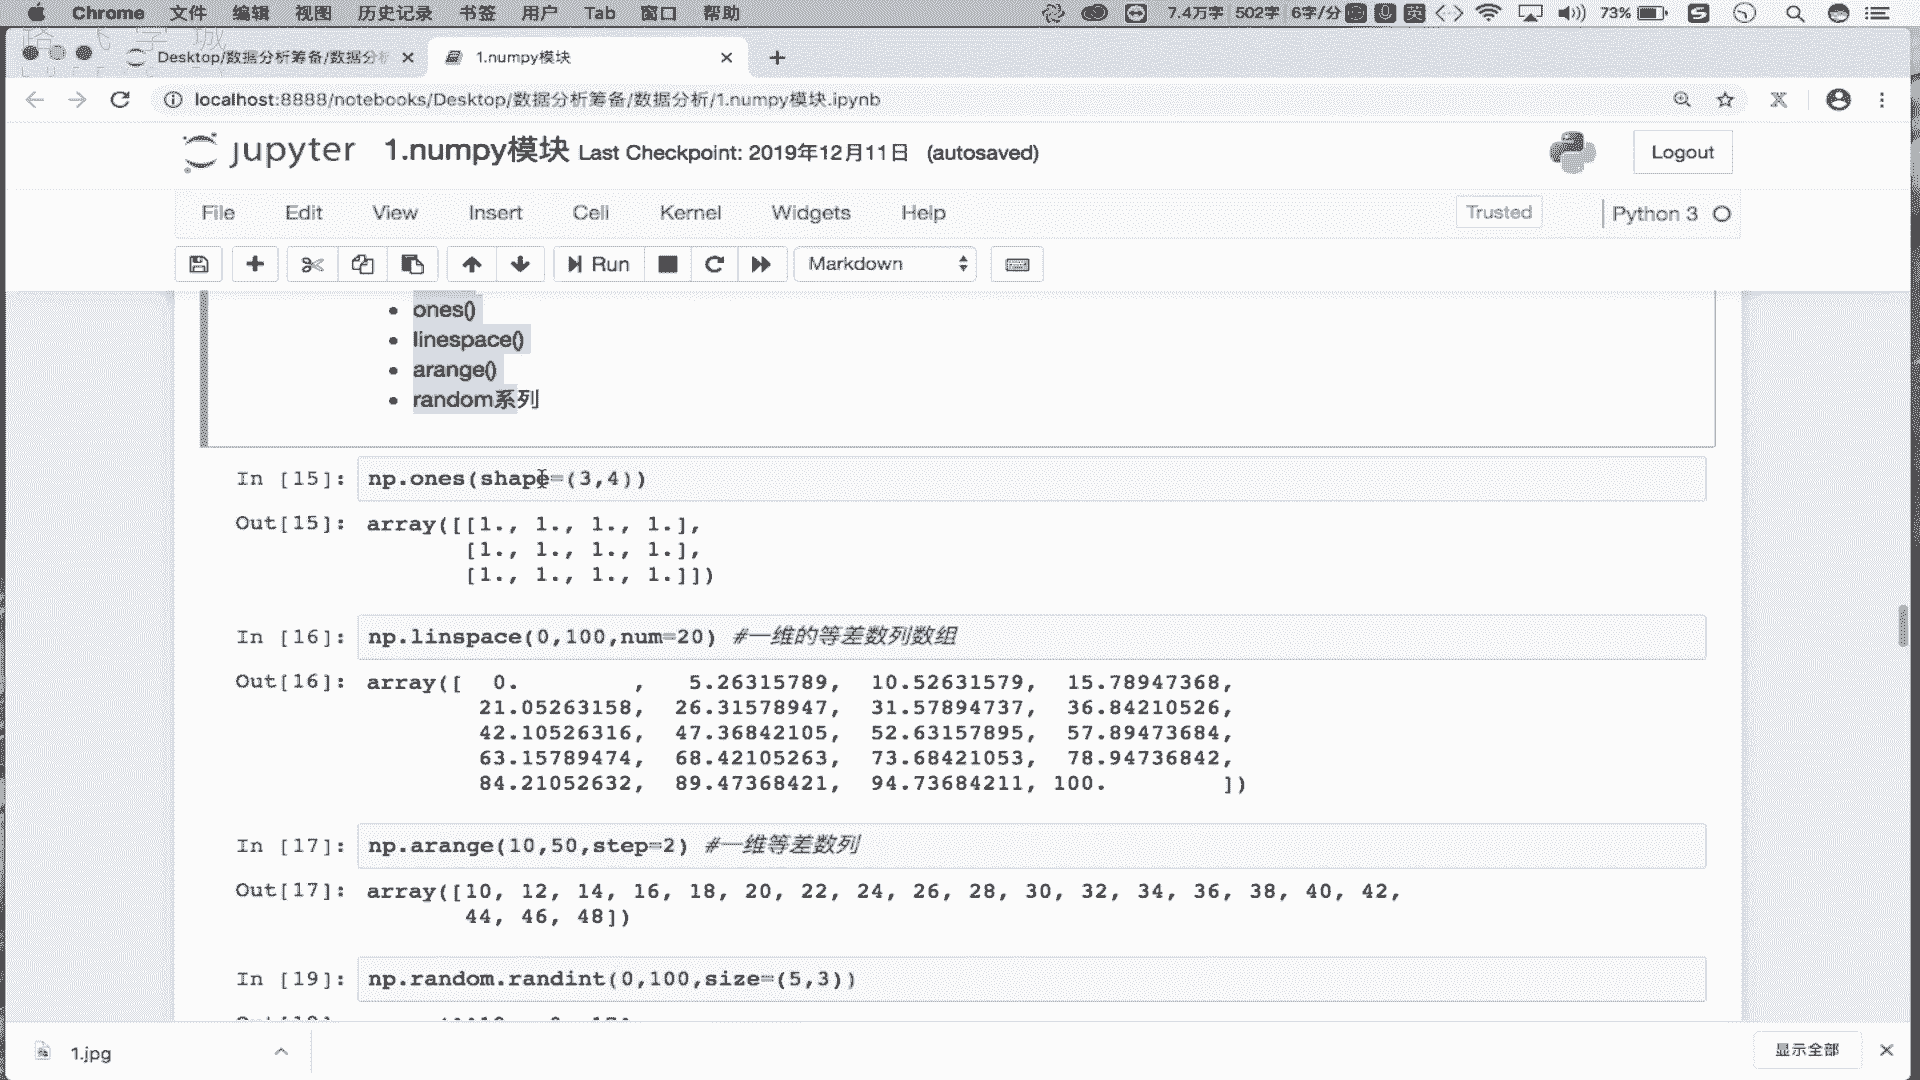 Chrome 文件 编辑 视图 历史记录 书签 用户 Tab 窗口 帮助 7.4万字 502字 6字/分 英 73%
Desktop/数据分析筹备/数据分析 1.numpy模块
localhost:8888/notebooks/Desktop/数据分析筹备/数据分析/1.numpy模块.ipynb
jupyter 1.numpy模块 Last Checkpoint: 2019年12月11日 (autosaved) Logout
File Edit View Insert Cell Kernel Widgets Help Trusted Python 3
Run Markdown
ones()
linespace()
arange()
random系列
In [15]: np.ones(shape=(3,4))
Out[15]: array([[1., 1., 1., 1.],
[1., 1., 1., 1.],
[1., 1., 1., 1.]])
In [16]: np.linspace(0,100,num=20) #一维的等差数列数组
Out[16]: array([ 0. , 5.26315789, 10.52631579, 15.78947368,
21.05263158, 26.31578947, 31.57894737, 36.84210526,
42.10526316, 47.36842105, 52.63157895, 57.89473684,
63.15789474, 68.42105263, 73.68421053, 78.94736842,
84.21052632, 89.47368421, 94.73684211, 100. ])
In [17]: np.arange(10,50,step=2) #一维等差数列
Out[17]: array([10, 12, 14, 16, 18, 20, 22, 24, 26, 28, 30, 32, 34, 36, 38, 40, 42,
44, 46, 48])
In [19]: np.random.randint(0,100,size=(5,3))
1.jpg 显示全部